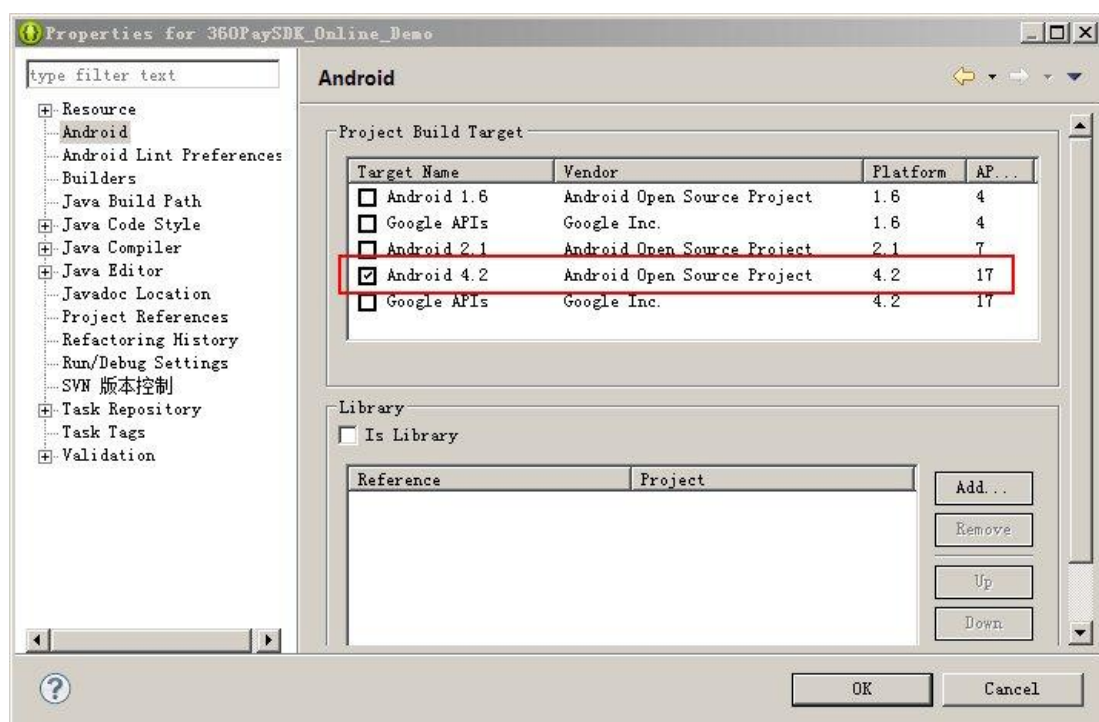 Properties for 360PaySDK_Online_Demo
type filter text
Android
Resource
Android
Android Lint Preferences
Builders
Java Build Path
Java Code Style
Java Compiler
Java Editor
Javadoc Location
Project References
Refactoring History
Run/Debug Settings
SVN 版本控制
Task Repository
Task Tags
Validation
Project Build Target
Target Name Vendor Platform AP...
Android 1.6 Android Open Source Project 1.6 4
Google APIs Google Inc. 1.6 4
Android 2.1 Android Open Source Project 2.1 7
Android 4.2 Android Open Source Project 4.2 17
Google APIs Google Inc. 4.2 17
Library
Is Library
Reference Project
Add...
Remove
Up
Down
? OK Cancel